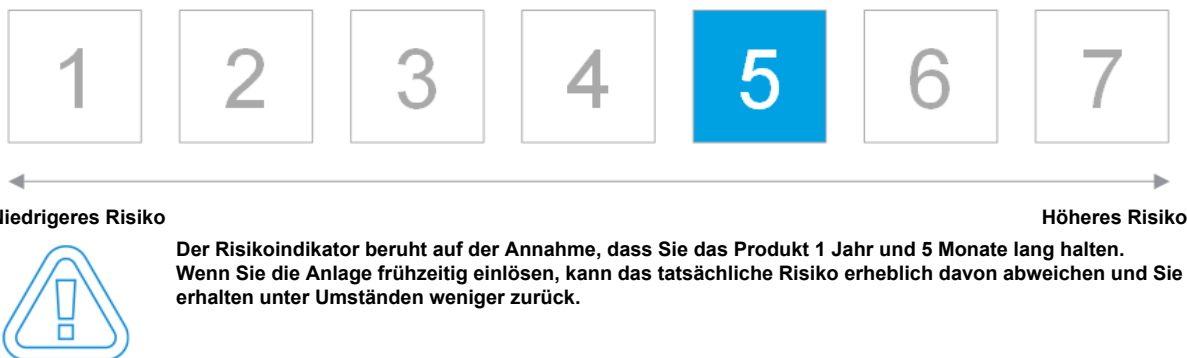 1 2 3 4 5 6 7
Niedrigeres Risiko Höheres Risiko
Der Risikoindikator beruht auf der Annahme, dass Sie das Produkt 1 Jahr und 5 Monate lang halten.
Wenn Sie die Anlage frühzeitig einlösen, kann das tatsächliche Risiko erheblich davon abweichen und Sie
erhalten unter Umständen weniger zurück.